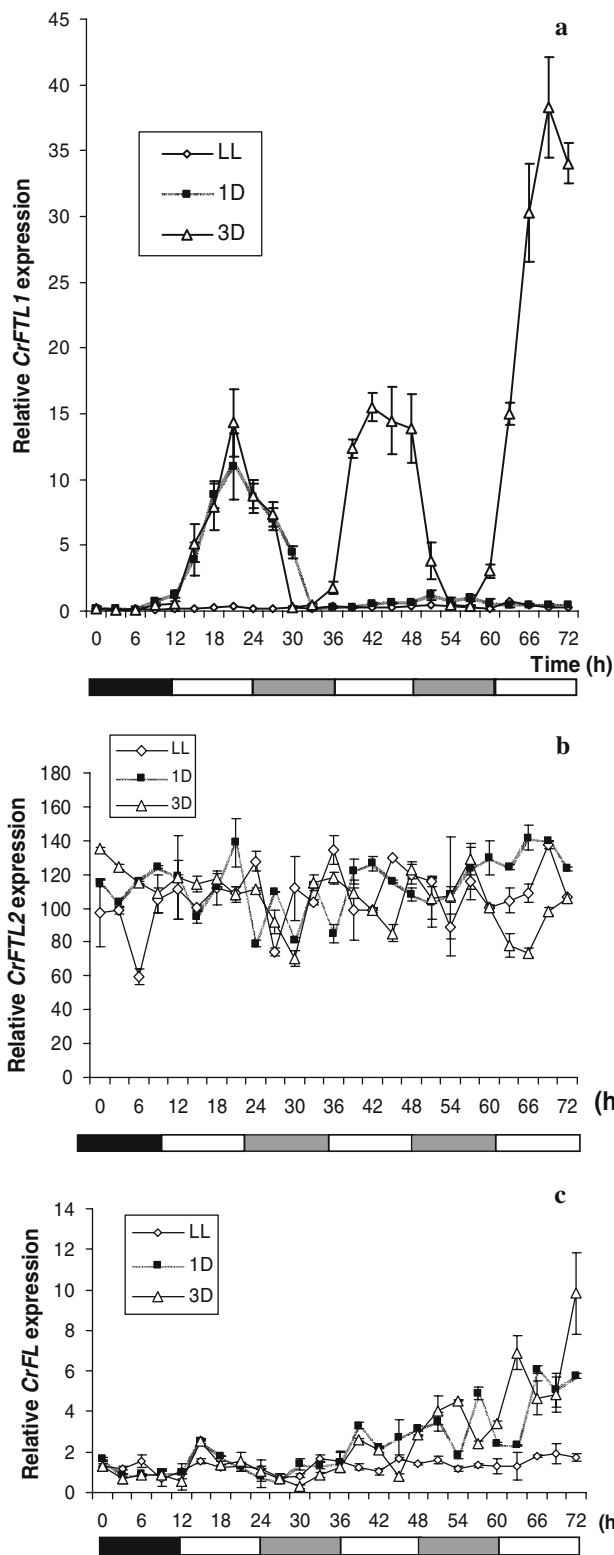 a
45
40
35
30
25
20
15
10
5
0
Relative CrFTL1 expression
LL
1D
3D
0 6 12 18 24 30 36 42 48 54 60 66 72
Time (h)
b
180
160
140
120
100
80
60
40
20
0
Relative CrFTL2 expression
LL
1D
3D
0 6 12 18 24 30 36 42 48 54 60 66 72
(h
c
14
12
10
8
6
4
2
0
Relative CrFL expression
LL
1D
3D
0 6 12 18 24 30 36 42 48 54 60 66 72
(h